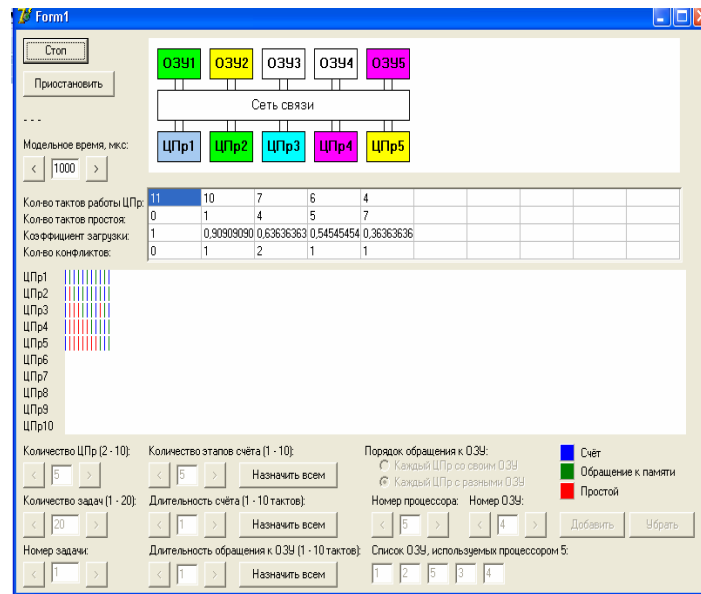 Form1
Стоп
ОЗУ1 ОЗУ2 ОЗУ3 ОЗУ4 ОЗУ5
Приостановить
Сеть связи
- - -
ЦПр1 ЦПр2 ЦПр3 ЦПр4 ЦПр5
Модельное время, мкс:
< 1000 >
Кол-во тактов работы ЦПр: 11 10 7 6 4
Кол-во тактов простоя: 0 1 4 5 7
Коэффициент загрузки: 1 0,90909090 0,63636363 0,54545454 0,36363636
Кол-во конфликтов: 0 1 2 1 1
ЦПр1
ЦПр2
ЦПр3
ЦПр4
ЦПр5
ЦПр6
ЦПр7
ЦПр8
ЦПр9
ЦПр10
Количество ЦПр (2 - 10): Количество этапов счёта (1 - 10): Порядок обращения к ОЗУ: Счёт
Каждый ЦПр со своим ОЗУ
< 5 > < 5 > Назначить всем Обращение к памяти
Каждый ЦПр с разными ОЗУ
Простой
Количество задач (1 - 20): Длительность счёта (1 - 10 тактов): Номер процессора: Номер ОЗУ:
< 20 > < 1 > Назначить всем < 5 > < 4 > Добавить Убрать
Номер задачи: Длительность обращения к ОЗУ (1 - 10 тактов): Список ОЗУ, используемых процессором 5:
< 1 > < 1 > Назначить всем 1 2 5 3 4